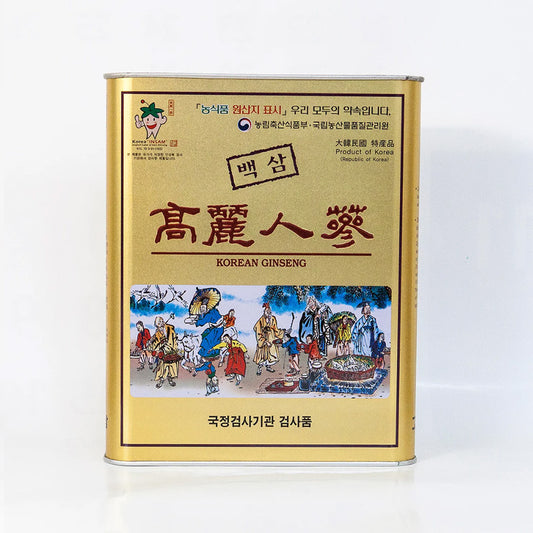 「농식품 원산지 표시」 우리 모두의 약속입니다.
농림축산식품부·국립농산물품질관리원
Korea "INSAM"
大韓民國 特産品
Product of Korea
(Republic of Korea)
백삼
高麗人蔘
KOREAN GINSENG
국정검사기관 검사품